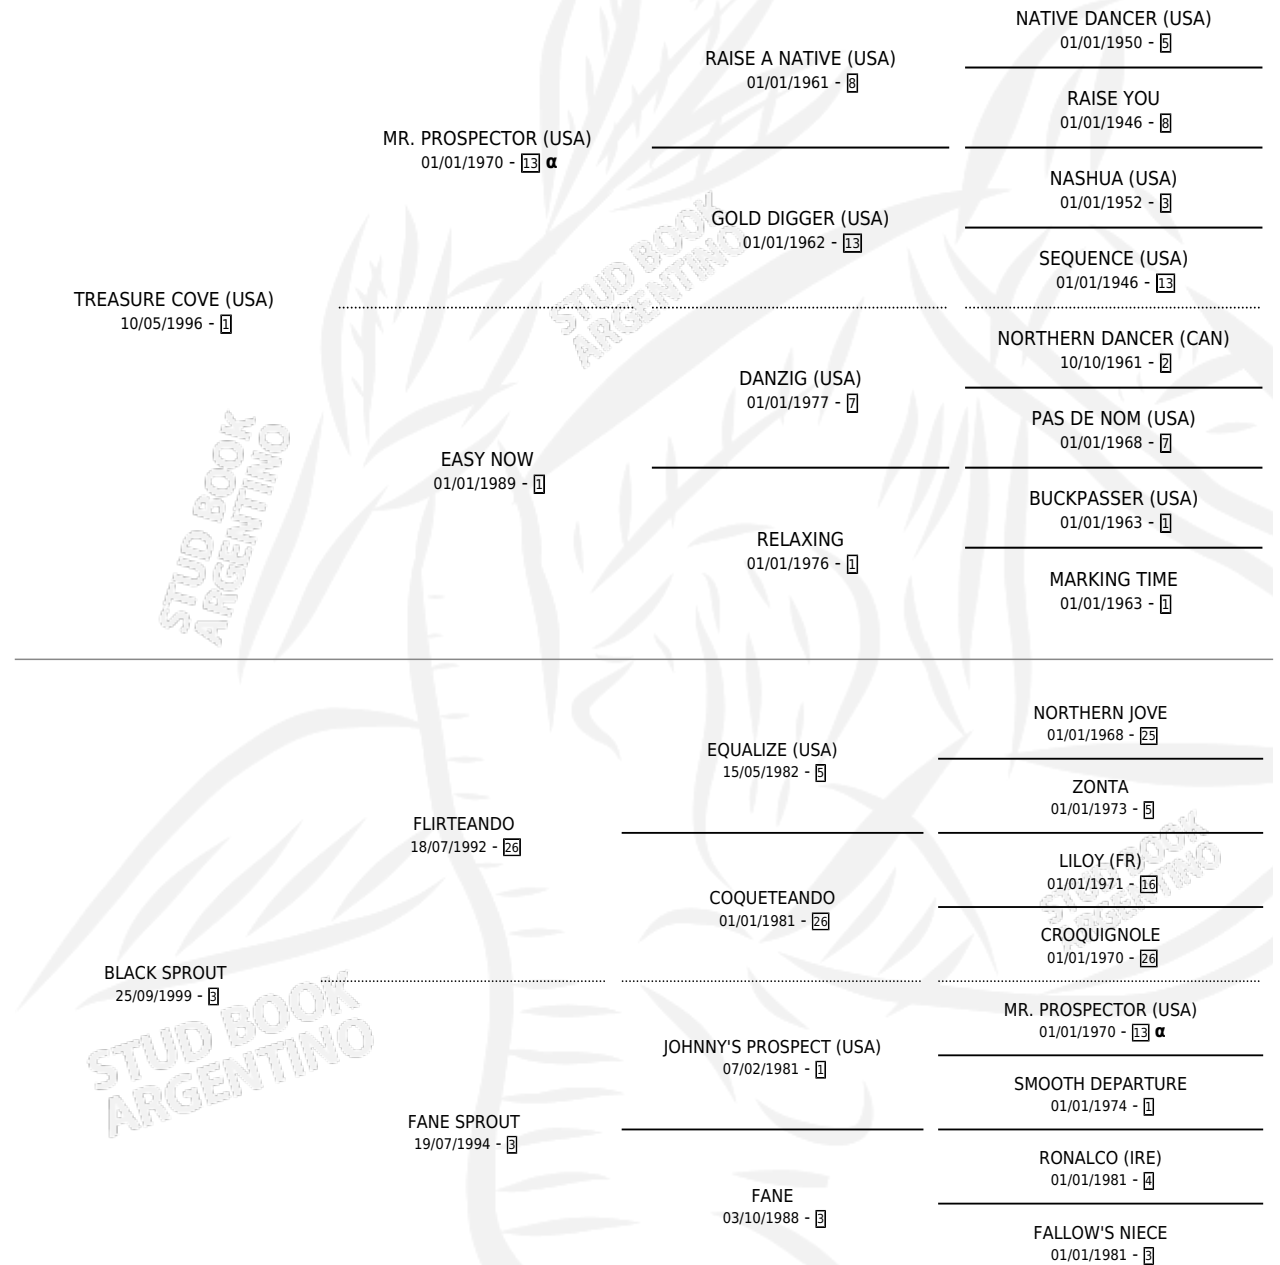 NATIVE DANCER (USA)
01/01/1950 - 5
RAISE A NATIVE (USA)
01/01/1961 - 8
RAISE YOU
01/01/1946 - 8
MR. PROSPECTOR (USA)
01/01/1970 - 13 α
NASHUA (USA)
01/01/1952 - 3
GOLD DIGGER (USA)
01/01/1962 - 13
SEQUENCE (USA)
01/01/1946 - 13
TREASURE COVE (USA)
10/05/1996 - 1
NORTHERN DANCER (CAN)
10/10/1961 - 2
DANZIG (USA)
01/01/1977 - 7
PAS DE NOM (USA)
01/01/1968 - 7
EASY NOW
01/01/1989 - 1
BUCKPASSER (USA)
01/01/1963 - 1
RELAXING
01/01/1976 - 1
MARKING TIME
01/01/1963 - 1
NORTHERN JOVE
01/01/1968 - 25
EQUALIZE (USA)
15/05/1982 - 5
ZONTA
01/01/1973 - 5
FLIRTEANDO
18/07/1992 - 26
LILOY (FR)
01/01/1971 - 16
COQUETEANDO
01/01/1981 - 26
CROQUIGNOLE
01/01/1970 - 26
BLACK SPROUT
25/09/1999 - 3
MR. PROSPECTOR (USA)
01/01/1970 - 13 α
JOHNNY'S PROSPECT (USA)
07/02/1981 - 1
SMOOTH DEPARTURE
01/01/1974 - 1
FANE SPROUT
19/07/1994 - 3
RONALCO (IRE)
01/01/1981 - 4
FANE
03/10/1988 - 3
FALLOW'S NIECE
01/01/1981 - 3
STUD BOOK
ARGENTINO
STUD BOOK
ARGENTINO
STUD BOOK
ARGENTINO
STUD BOOK
ARGENTINO